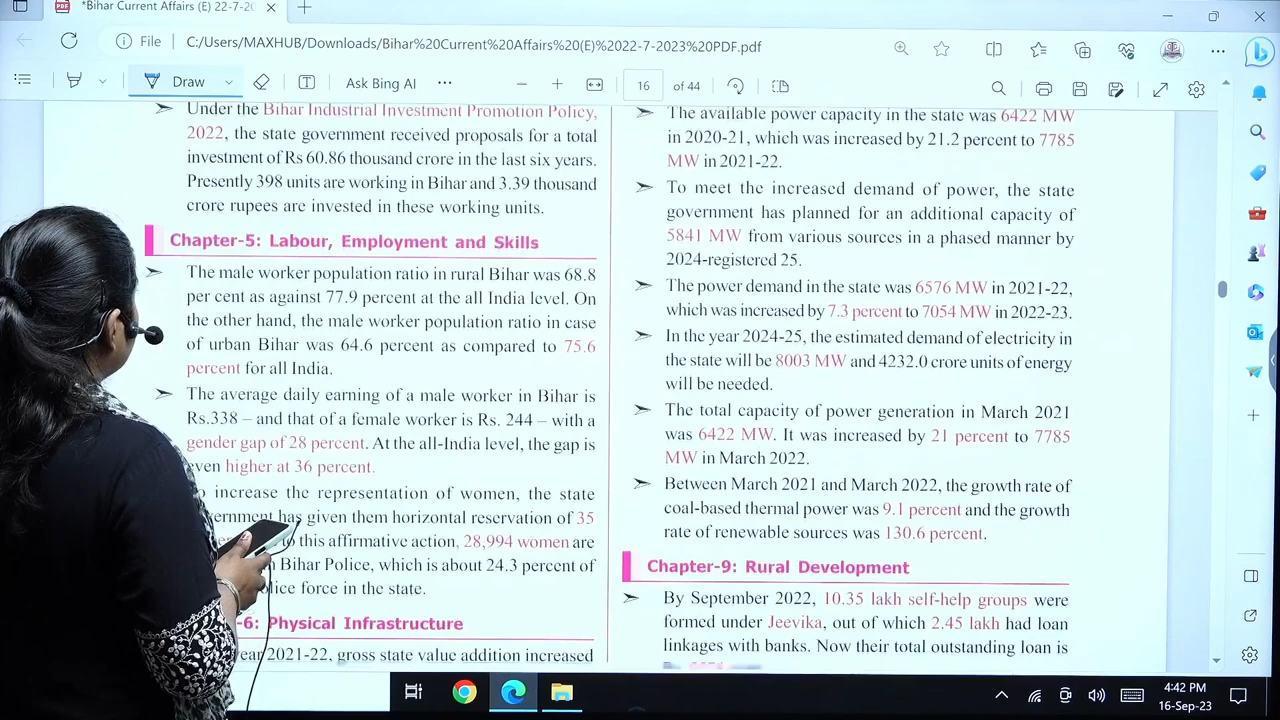 *Bihar Current Affairs (E) 22-7-20
File
C:/Users/MAXHUB/Downloads/Bihar%20Current%20Affairs%20(E)%2022-7-2023%20PDF.pdf
Draw
Ask Bing AI
16 of 44
Under the Bihar Industrial Investment Promotion Policy,
2022, the state government received proposals for a total
investment of Rs 60.86 thousand crore in the last six years.
Presently 398 units are working in Bihar and 3.39 thousand
crore rupees are invested in these working units.
Chapter-5: Labour, Employment and Skills
The male worker population ratio in rural Bihar was 68.8
per cent as against 77.9 percent at the all India level. On
the other hand, the male worker population ratio in case
of urban Bihar was 64.6 percent as compared to 75.6
percent for all India.
The average daily earning of a male worker in Bihar is
Rs.338 – and that of a female worker is Rs. 244 – with a
gender gap of 28 percent. At the all-India level, the gap is
even higher at 36 percent.
increase the representation of women, the state
has given them horizontal reservation of 35
to this affirmative action, 28,994 women are
Bihar Police, which is about 24.3 percent of
force in the state.
-6: Physical Infrastructure
2021-22, gross state value addition increased
The available power capacity in the state was 6422 MW
in 2020-21, which was increased by 21.2 percent to 7785
MW in 2021-22.
To meet the increased demand of power, the state
government has planned for an additional capacity of
5841 MW from various sources in a phased manner by
2024-registered 25.
The power demand in the state was 6576 MW in 2021-22,
which was increased by 7.3 percent to 7054 MW in 2022-23.
In the year 2024-25, the estimated demand of electricity in
the state will be 8003 MW and 4232.0 crore units of energy
will be needed.
The total capacity of power generation in March 2021
was 6422 MW. It was increased by 21 percent to 7785
MW in March 2022.
Between March 2021 and March 2022, the growth rate of
coal-based thermal power was 9.1 percent and the growth
rate of renewable sources was 130.6 percent.
Chapter-9: Rural Development
By September 2022, 10.35 lakh self-help groups were
formed under Jeevika, out of which 2.45 lakh had loan
linkages with banks. Now their total outstanding loan is
4:42 PM
16-Sep-23